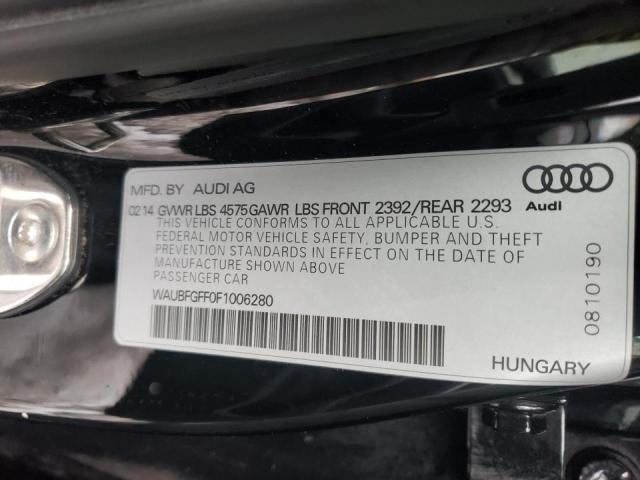 MFD. BY AUDI AG
02 14 GVWR LBS 4575 GAWR LBS FRONT 2392/REAR 2293
THIS VEHICLE CONFORMS TO ALL APPLICABLE U.S.
FEDERAL MOTOR VEHICLE SAFETY, BUMPER AND THEFT
PREVENTION STANDARDS IN EFFECT ON THE DATE OF
MANUFACTURE SHOWN ABOVE
PASSENGER CAR
WAUBFGFF0F1006280
Audi
0810190
HUNGARY